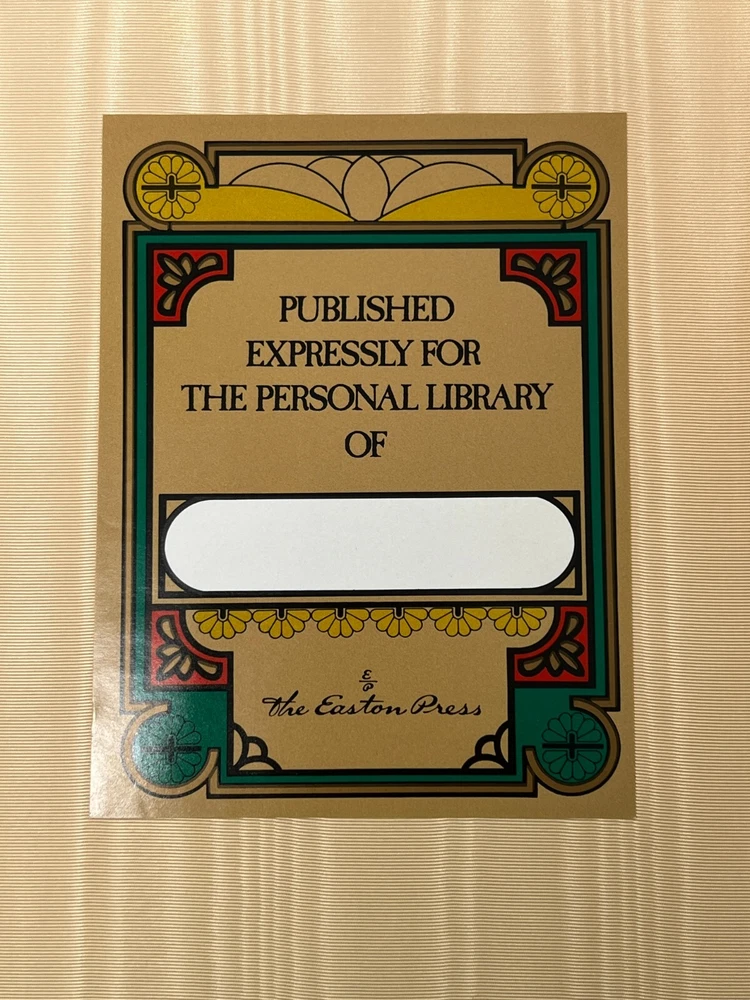 PUBLISHED
EXPRESSLY FOR
THE PERSONAL LIBRARY
OF
E
P
The Easton Press